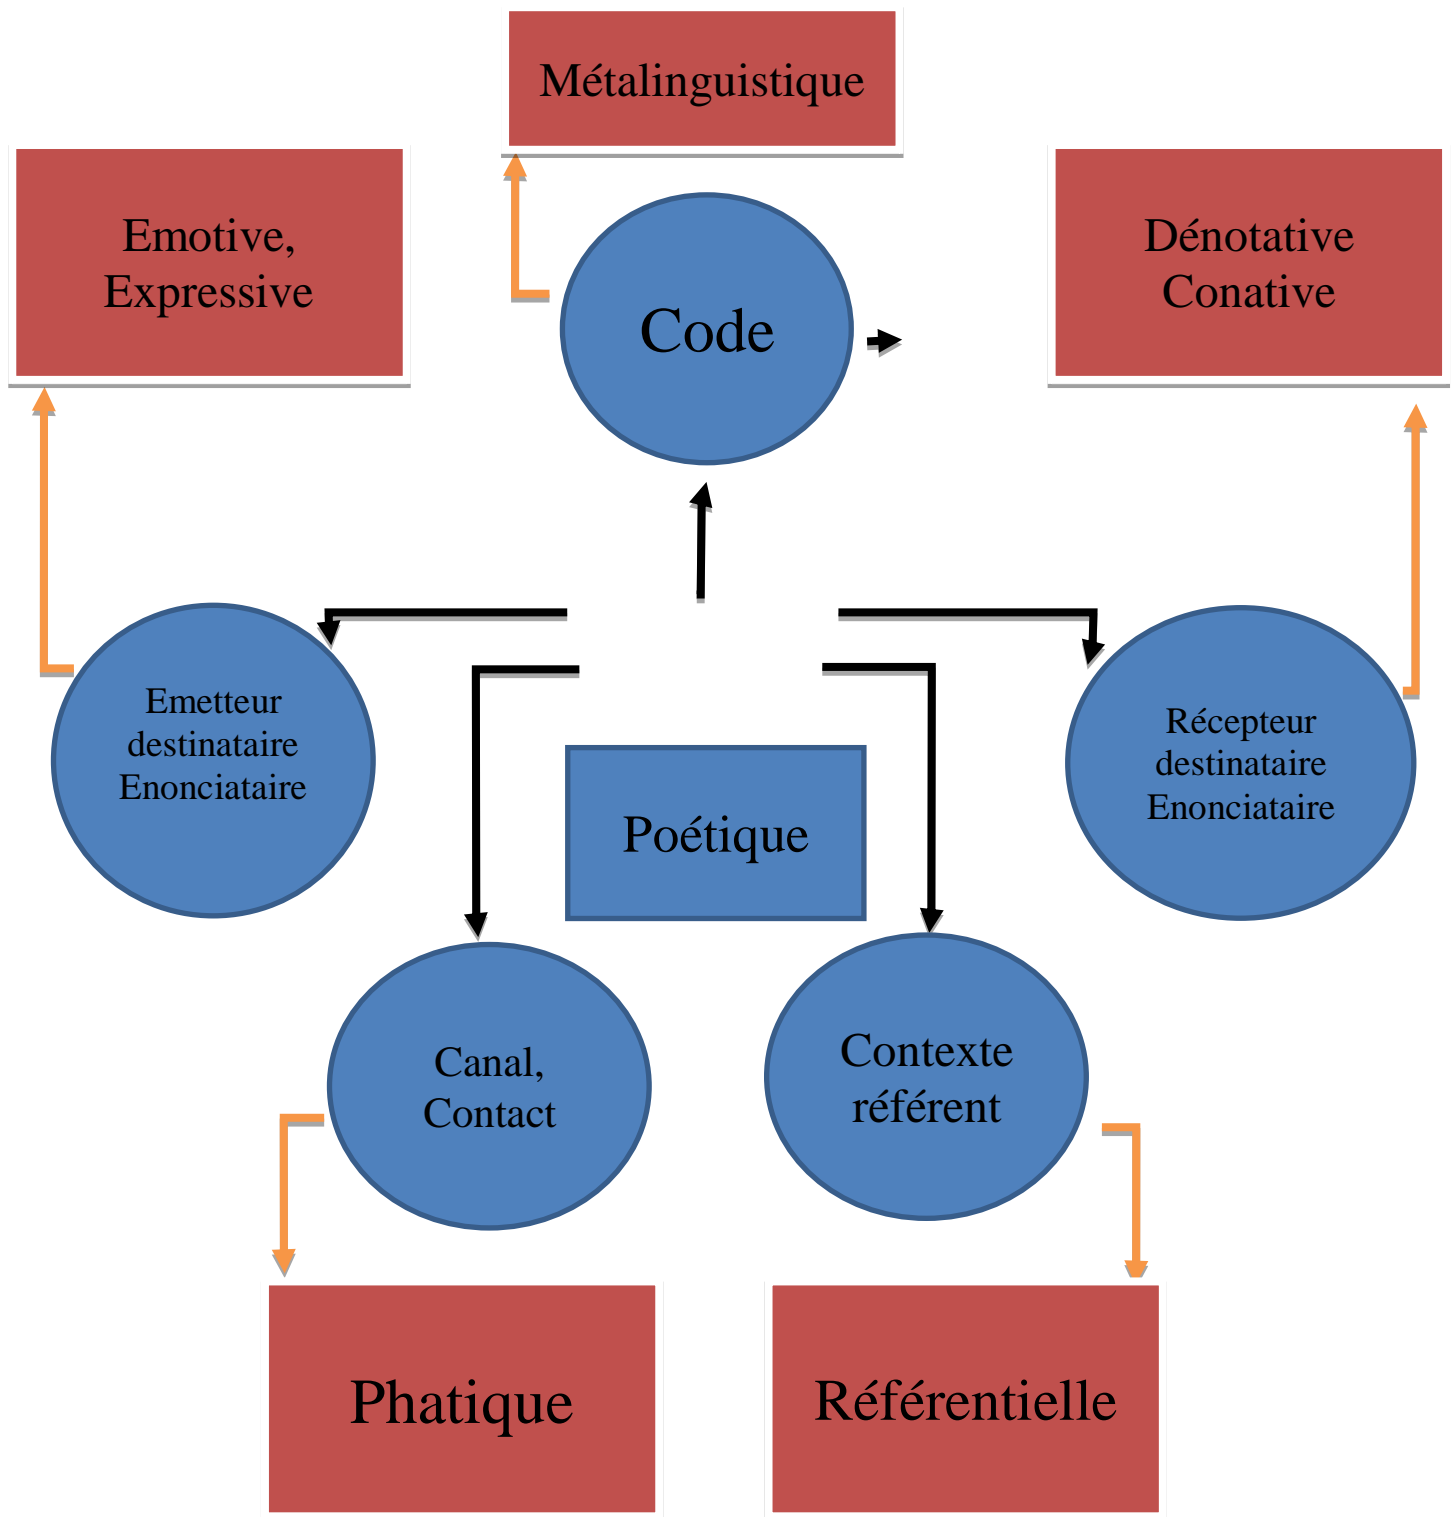 Métalinguistique
Emotive,
Expressive
Dénotative
Conative
Code
Emetteur
destinataire
Enonciataire
Récepteur
destinataire
Enonciataire
Poétique
Canal,
Contact
Contexte
référent
Phatique
Référentielle